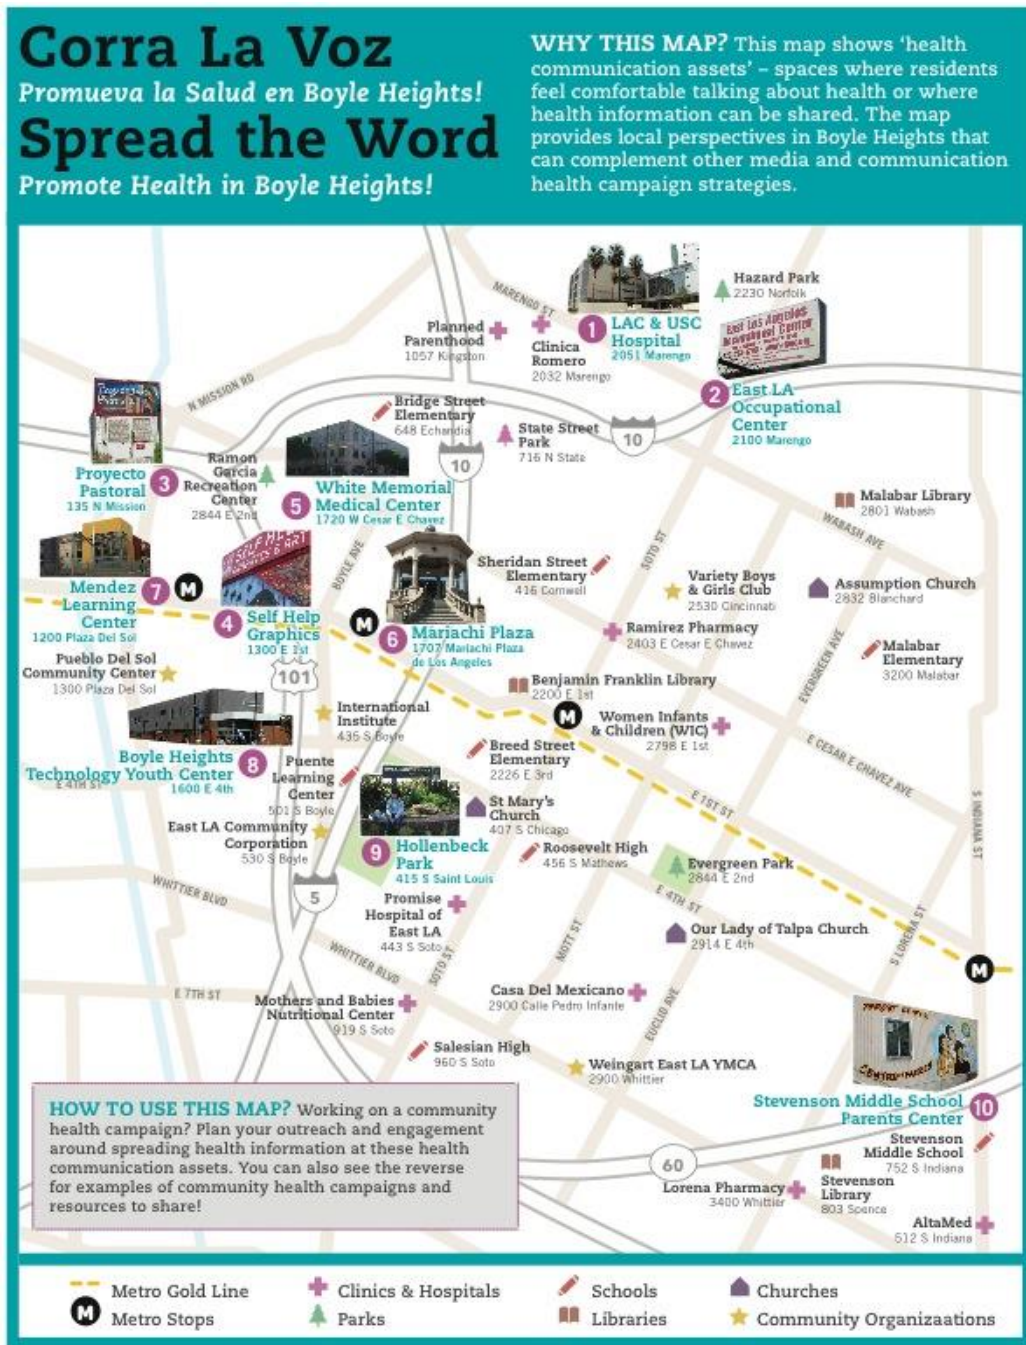 Corra La Voz
Promueva la Salud en Boyle Heights!
Spread the Word
Promote Health in Boyle Heights!
WHY THIS MAP? This map shows ‘health
communication assets’ – spaces where residents
feel comfortable talking about health or where
health information can be shared. The map
provides local perspectives in Boyle Heights that
can complement other media and communication
health campaign strategies.
MARENGO ST
Hazard Park
2230 Norfolk
East Los Angeles
Occupational Center
1
LAC & USC
Hospital
2051 Marengo
Planned
Parenthood
1057 Kingston
Clinica
Romero
2032 Marengo
2
East LA
Occupational
Center
2100 Marengo
N MISSION RD
Bridge Street
Elementary
648 Echandia
State Street
Park
716 N State
10
10
Proyecto
Pastoral
135 N Mission
3
Ramon
Garcia
Recreation
Center
2844 E 2nd
5
White Memorial
Medical Center
1720 W Cesar E Chavez
Malabar Library
2801 Wabash
WABASH AVE
SELF HELP
GRAPHICS & ART
BOYLE AVE
SOTO ST
Sheridan Street
Elementary
416 Cornwell
Variety Boys
& Girls Club
2530 Cincinnati
Assumption Church
2832 Blanchard
Mendez
Learning
Center
1200 Plaza Del Sol
7
M
4
Self Help
Graphics
1300 E 1st
M
6
Mariachi Plaza
1707 Mariachi Plaza
de Los Angeles
Ramirez Pharmacy
2403 E Cesar E Chavez
Malabar
Elementary
3200 Malabar
EVERGREEN AVE
Pueblo Del Sol
Community Center
1300 Plaza Del Sol
101
Benjamin Franklin Library
2200 E 1st
International
Institute
435 S Boyle
M
Women Infants
& Children (WIC)
2798 E 1st
Boyle Heights
Technology Youth Center
1600 E 4th
8
E 4TH ST
Puente
Learning
Center
501 S Boyle
Breed Street
Elementary
2226 E 3rd
E CESAR E CHAVEZ AVE
E 1ST ST
S INDIANA ST
East LA Community
Corporation
530 S Boyle
St Mary's
Church
407 S Chicago
9
Hollenbeck
Park
415 S Saint Louis
Roosevelt High
456 S Mathews
Evergreen Park
2844 E 2nd
E 4TH ST
WHITTIER BLVD
5
Promise
Hospital of
East LA
443 S Soto
Our Lady of Talpa Church
2914 E 4th
S LORENA ST
WHITTIER BLVD
SOTO ST
MOTT ST
M
E 7TH ST
Mothers and Babies
Nutritional Center
919 S Soto
Casa Del Mexicano
2900 Calle Pedro Infante
EUCLID AVE
PARENT CENTER
CENTRO de PADRES
Salesian High
960 S Soto
Weingart East LA YMCA
2900 Whittier
Stevenson Middle School
Parents Center
10
HOW TO USE THIS MAP? Working on a community
health campaign? Plan your outreach and engagement
around spreading health information at these health
communication assets. You can also see the reverse
for examples of community health campaigns and
resources to share!
Stevenson
Middle School
752 S Indiana
60
Stevenson
Library
803 Spence
Lorena Pharmacy
3400 Whittier
AltaMed
512 S Indiana
Metro Gold Line
Clinics & Hospitals
Schools
Churches
M
Metro Stops
Parks
Libraries
Community Organizaations